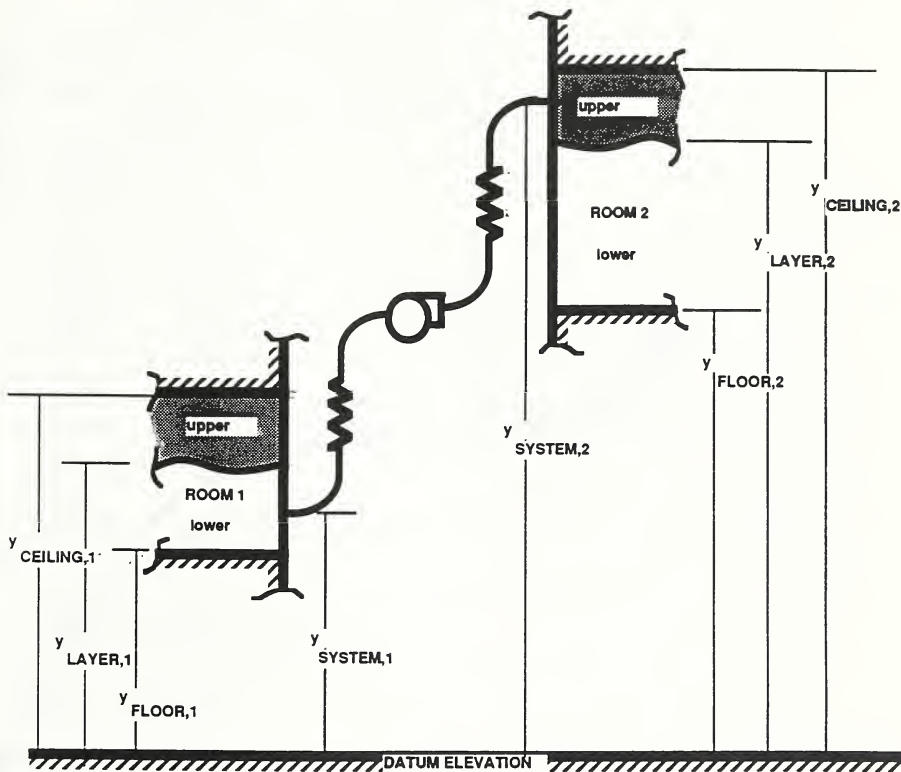 upper
y
CEILING,2
ROOM 2
y
LAYER,2
lower
y
FLOOR,2
upper
y
SYSTEM,2
ROOM 1
lower
y
CEILING,1
y
SYSTEM,1
y
LAYER,1
y
FLOOR,1
DATUM ELEVATION